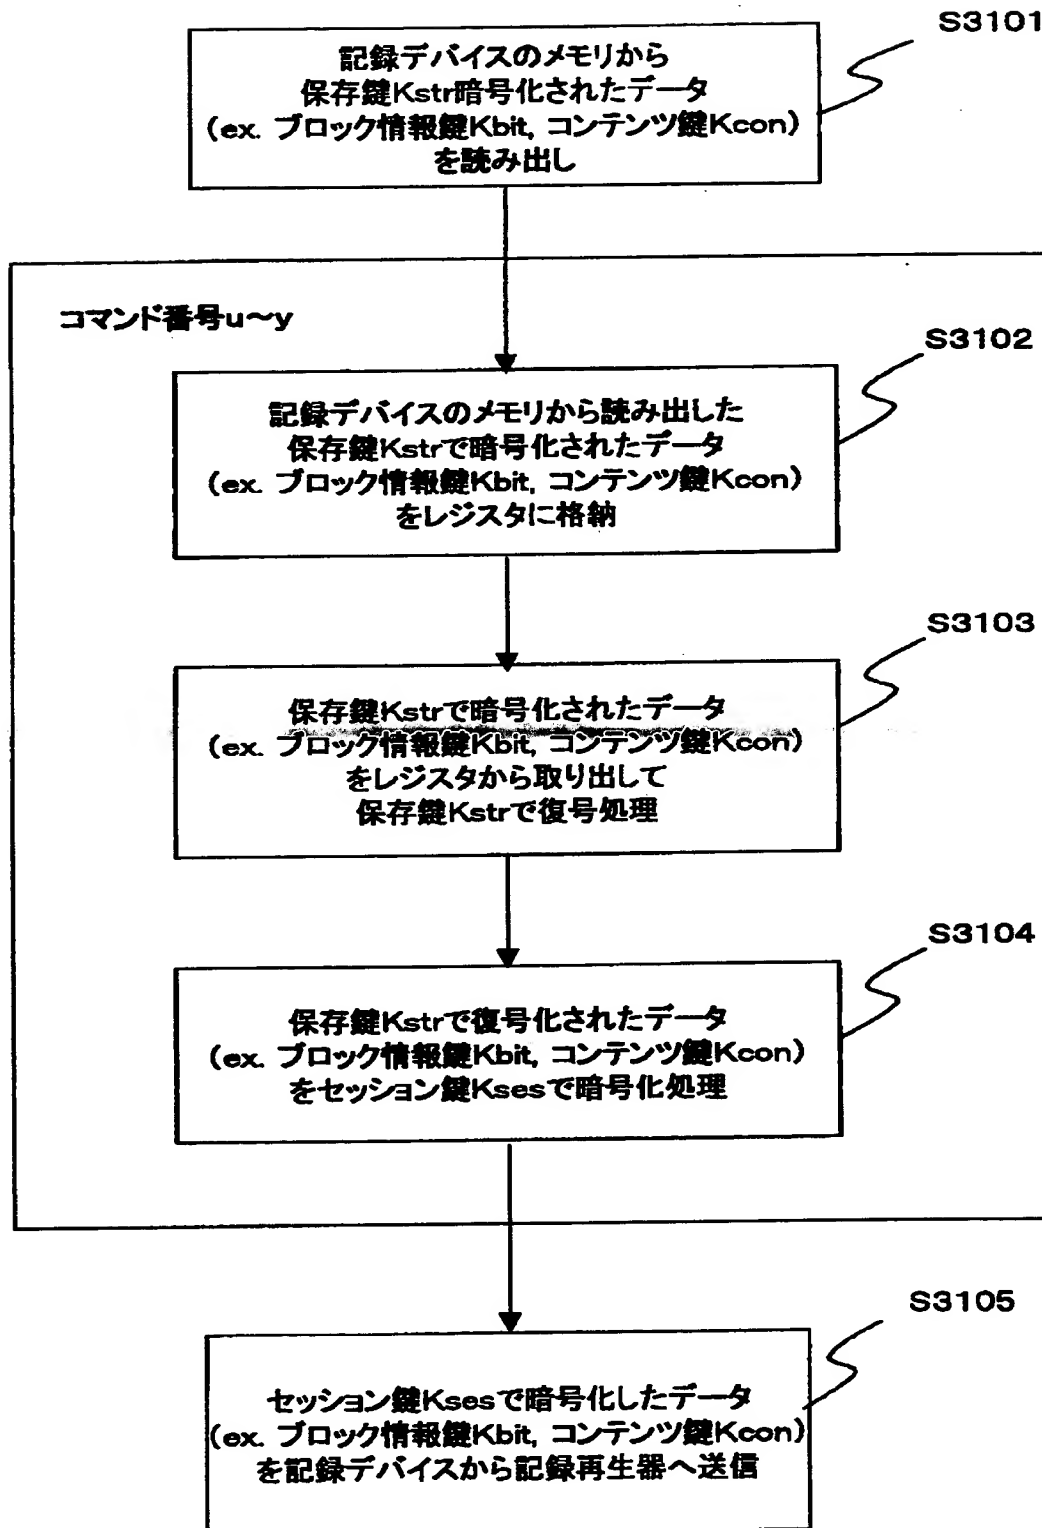 S3101
記録デバイスのメモリから
保存鍵Kstr暗号化されたデータ
(ex. ブロック情報鍵Kbit, コンテンツ鍵Kcon)
を読み出し
コマンド番号u～y
S3102
記録デバイスのメモリから読み出した
保存鍵Kstrで暗号化されたデータ
(ex. ブロック情報鍵Kbit, コンテンツ鍵Kcon)
をレジスタに格納
S3103
保存鍵Kstrで暗号化されたデータ
(ex. ブロック情報鍵Kbit, コンテンツ鍵Kcon)
をレジスタから取り出して
保存鍵Kstrで復号処理
S3104
保存鍵Kstrで復号化されたデータ
(ex. ブロック情報鍵Kbit, コンテンツ鍵Kcon)
をセッション鍵Ksesで暗号化処理
S3105
セッション鍵Ksesで暗号化したデータ
(ex. ブロック情報鍵Kbit, コンテンツ鍵Kcon)
を記録デバイスから記録再生器へ送信